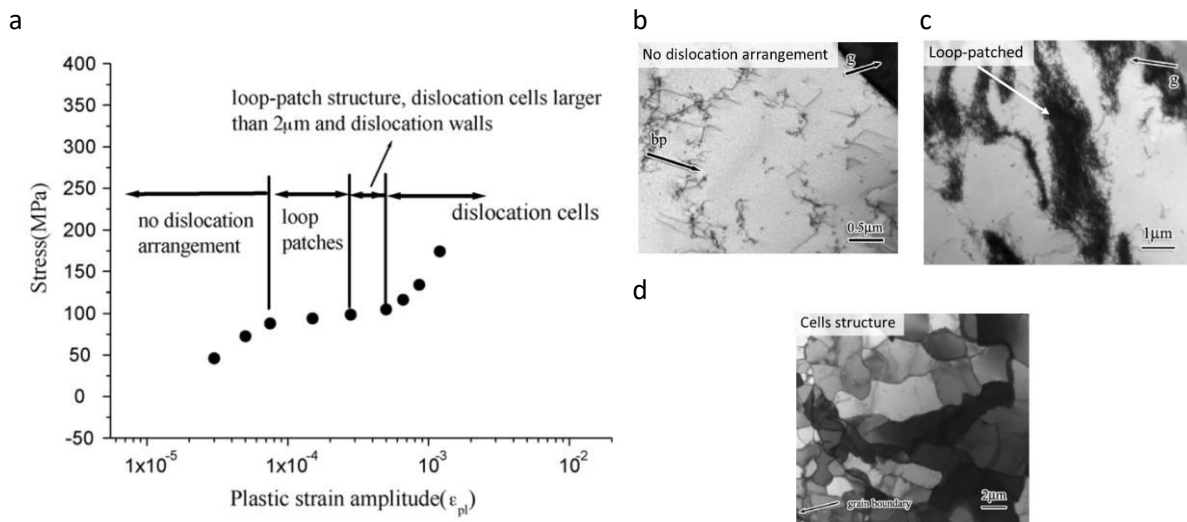 a
400
350
300
250
200
150
100
50
0
-50
Stress(MPa)
loop-patch structure, dislocation cells larger
than 2μm and dislocation walls
no dislocation
arrangement
loop
patches
dislocation cells
1x10-5
1x10-4
10-3
10-2
Plastic strain amplitude(εpl)
b
No dislocation arrangement
g
bp
0.5μm
c
Loop-patched
g
1μm
d
Cells structure
grain boundary
2μm